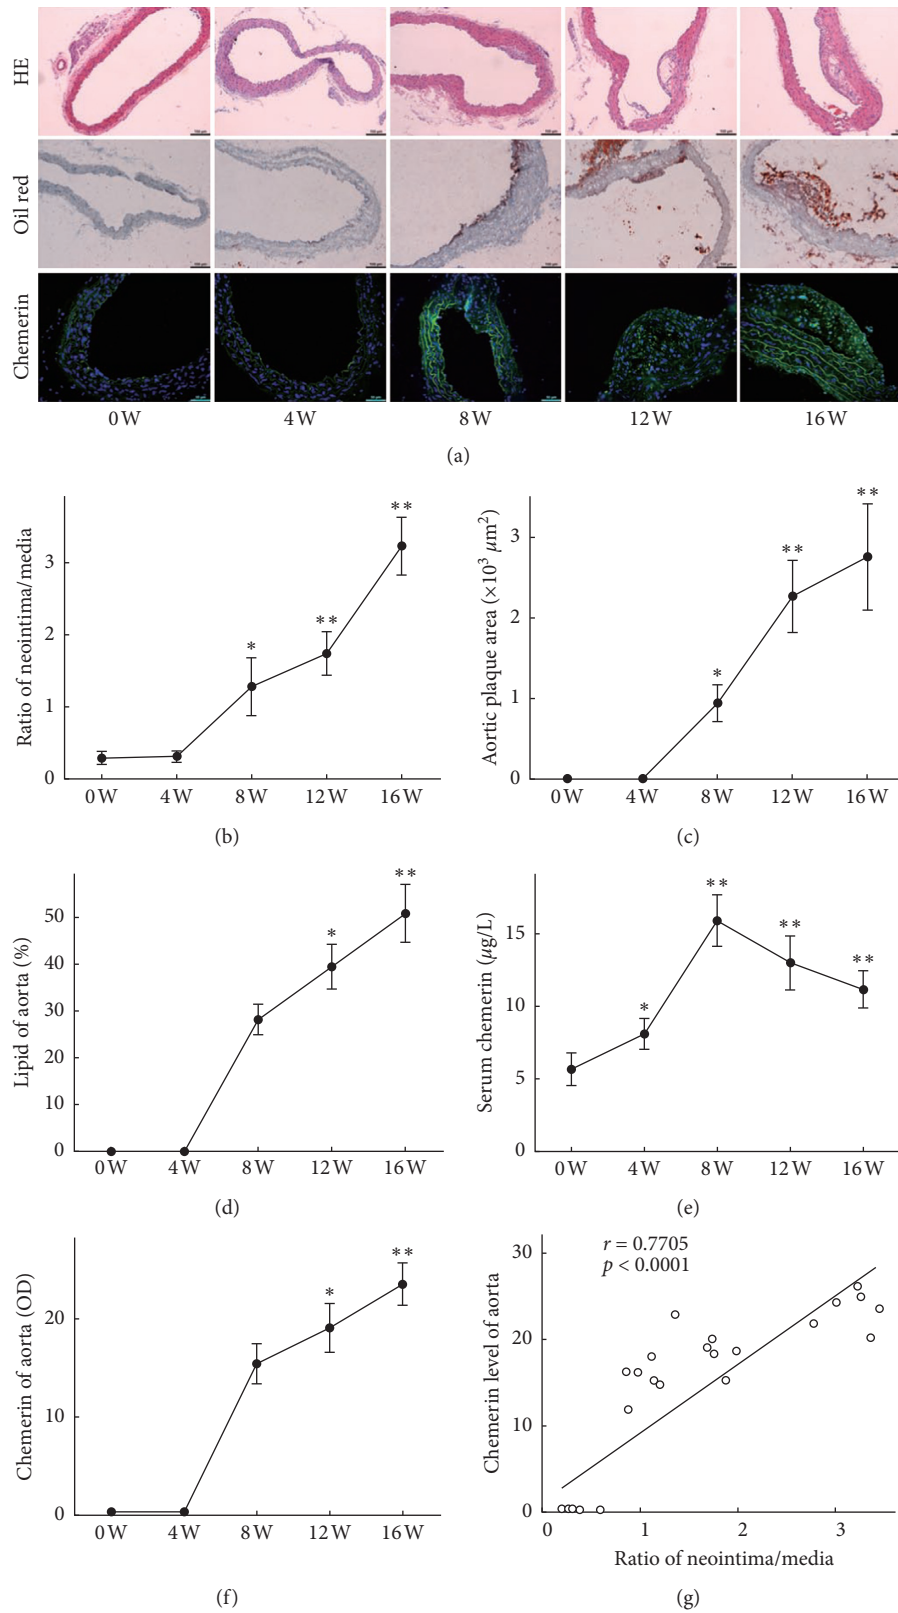 HE
Oil red
Chemerin
0 W 4 W 8 W 12 W 16 W
(a)
Ratio of neointima/media
3
2
1
0
* ** **
0 W 4 W 8 W 12 W 16 W
(b)
Aortic plaque area (×10³ μm²)
3
2
1
0
* ** **
0 W 4 W 8 W 12 W 16 W
(c)
Lipid of aorta (%)
50
40
30
20
10
0
* **
0 W 4 W 8 W 12 W 16 W
(d)
Serum chemerin (μg/L)
15
10
5
0
* ** ** **
0 W 4 W 8 W 12 W 16 W
(e)
Chemerin of aorta (OD)
20
10
0
* **
0 W 4 W 8 W 12 W 16 W
(f)
r = 0.7705
p < 0.0001
Chemerin level of aorta
30
20
10
0
0 1 2 3
Ratio of neointima/media
(g)